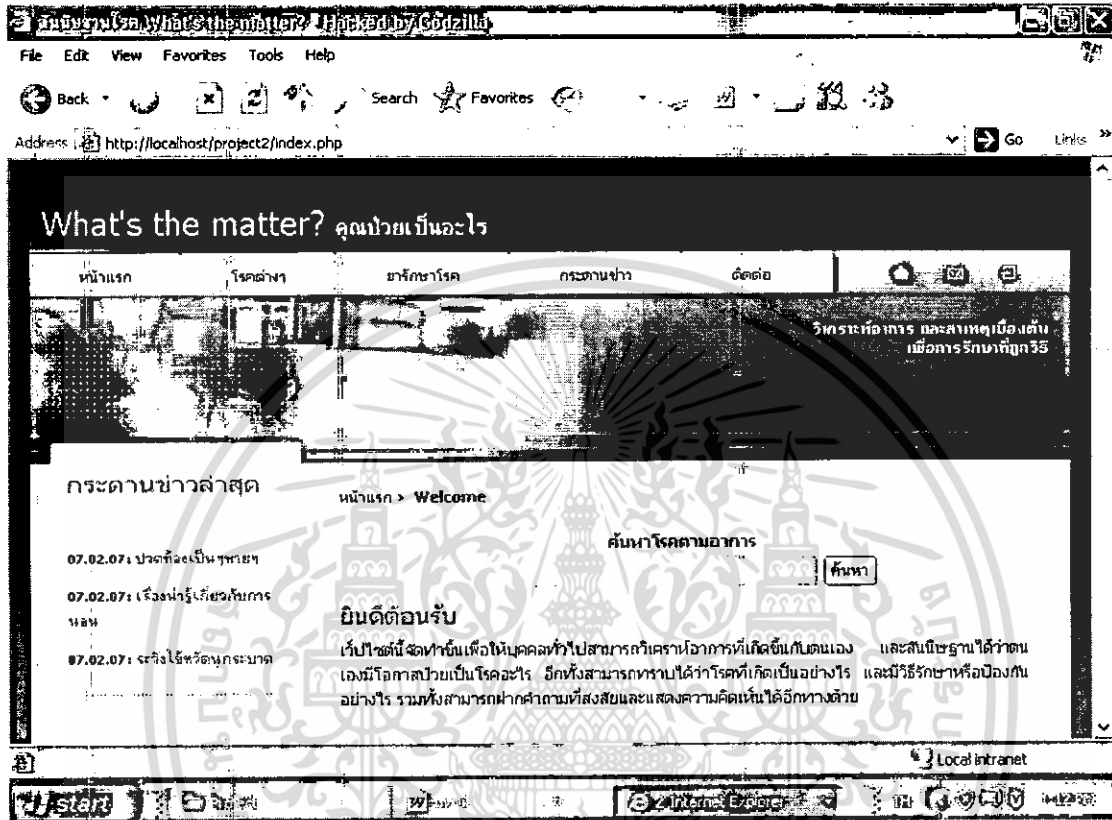 สันนิษฐานโรค What's the matter? - Hacked by Godzilla
File Edit View Favorites Tools Help
Back Search Favorites
Address http://localhost/project2/index.php Go Links »
What's the matter? คุณป่วยเป็นอะไร
หน้าแรก โรคต่างๆ ยารักษาโรค กระดานข่าว ติดต่อ
วิเคราะห์อาการ และสาเหตุเบื้องต้น
เพื่อการรักษาที่ถูกวิธี
กระดานข่าวล่าสุด
หน้าแรก > Welcome
ค้นหาโรคตามอาการ
ค้นหา
07.02.07: ปวดท้องเป็นๆหายๆ
07.02.07: เรื่องน่ารู้เกี่ยวกับการ
นอน
07.02.07: ระวังไข้หวัดนกระบาด
ยินดีต้อนรับ
เว็บไซต์นี้จัดทำขึ้นเพื่อให้บุคคลทั่วไปสามารถวิเคราะห์อาการที่เกิดขึ้นกับตนเอง และสันนิษฐานได้ว่าตน
เองมีโอกาสป่วยเป็นโรคอะไร อีกทั้งสามารถทราบได้ว่าโรคที่เกิดเป็นอย่างไร และมีวิธีรักษาหรือป้องกัน
อย่างไร รวมทั้งสามารถฝากคำถามที่สงสัยและแสดงความคิดเห็นได้อีกทางด้วย
Local intranet
start 2 Internet Explorer TH